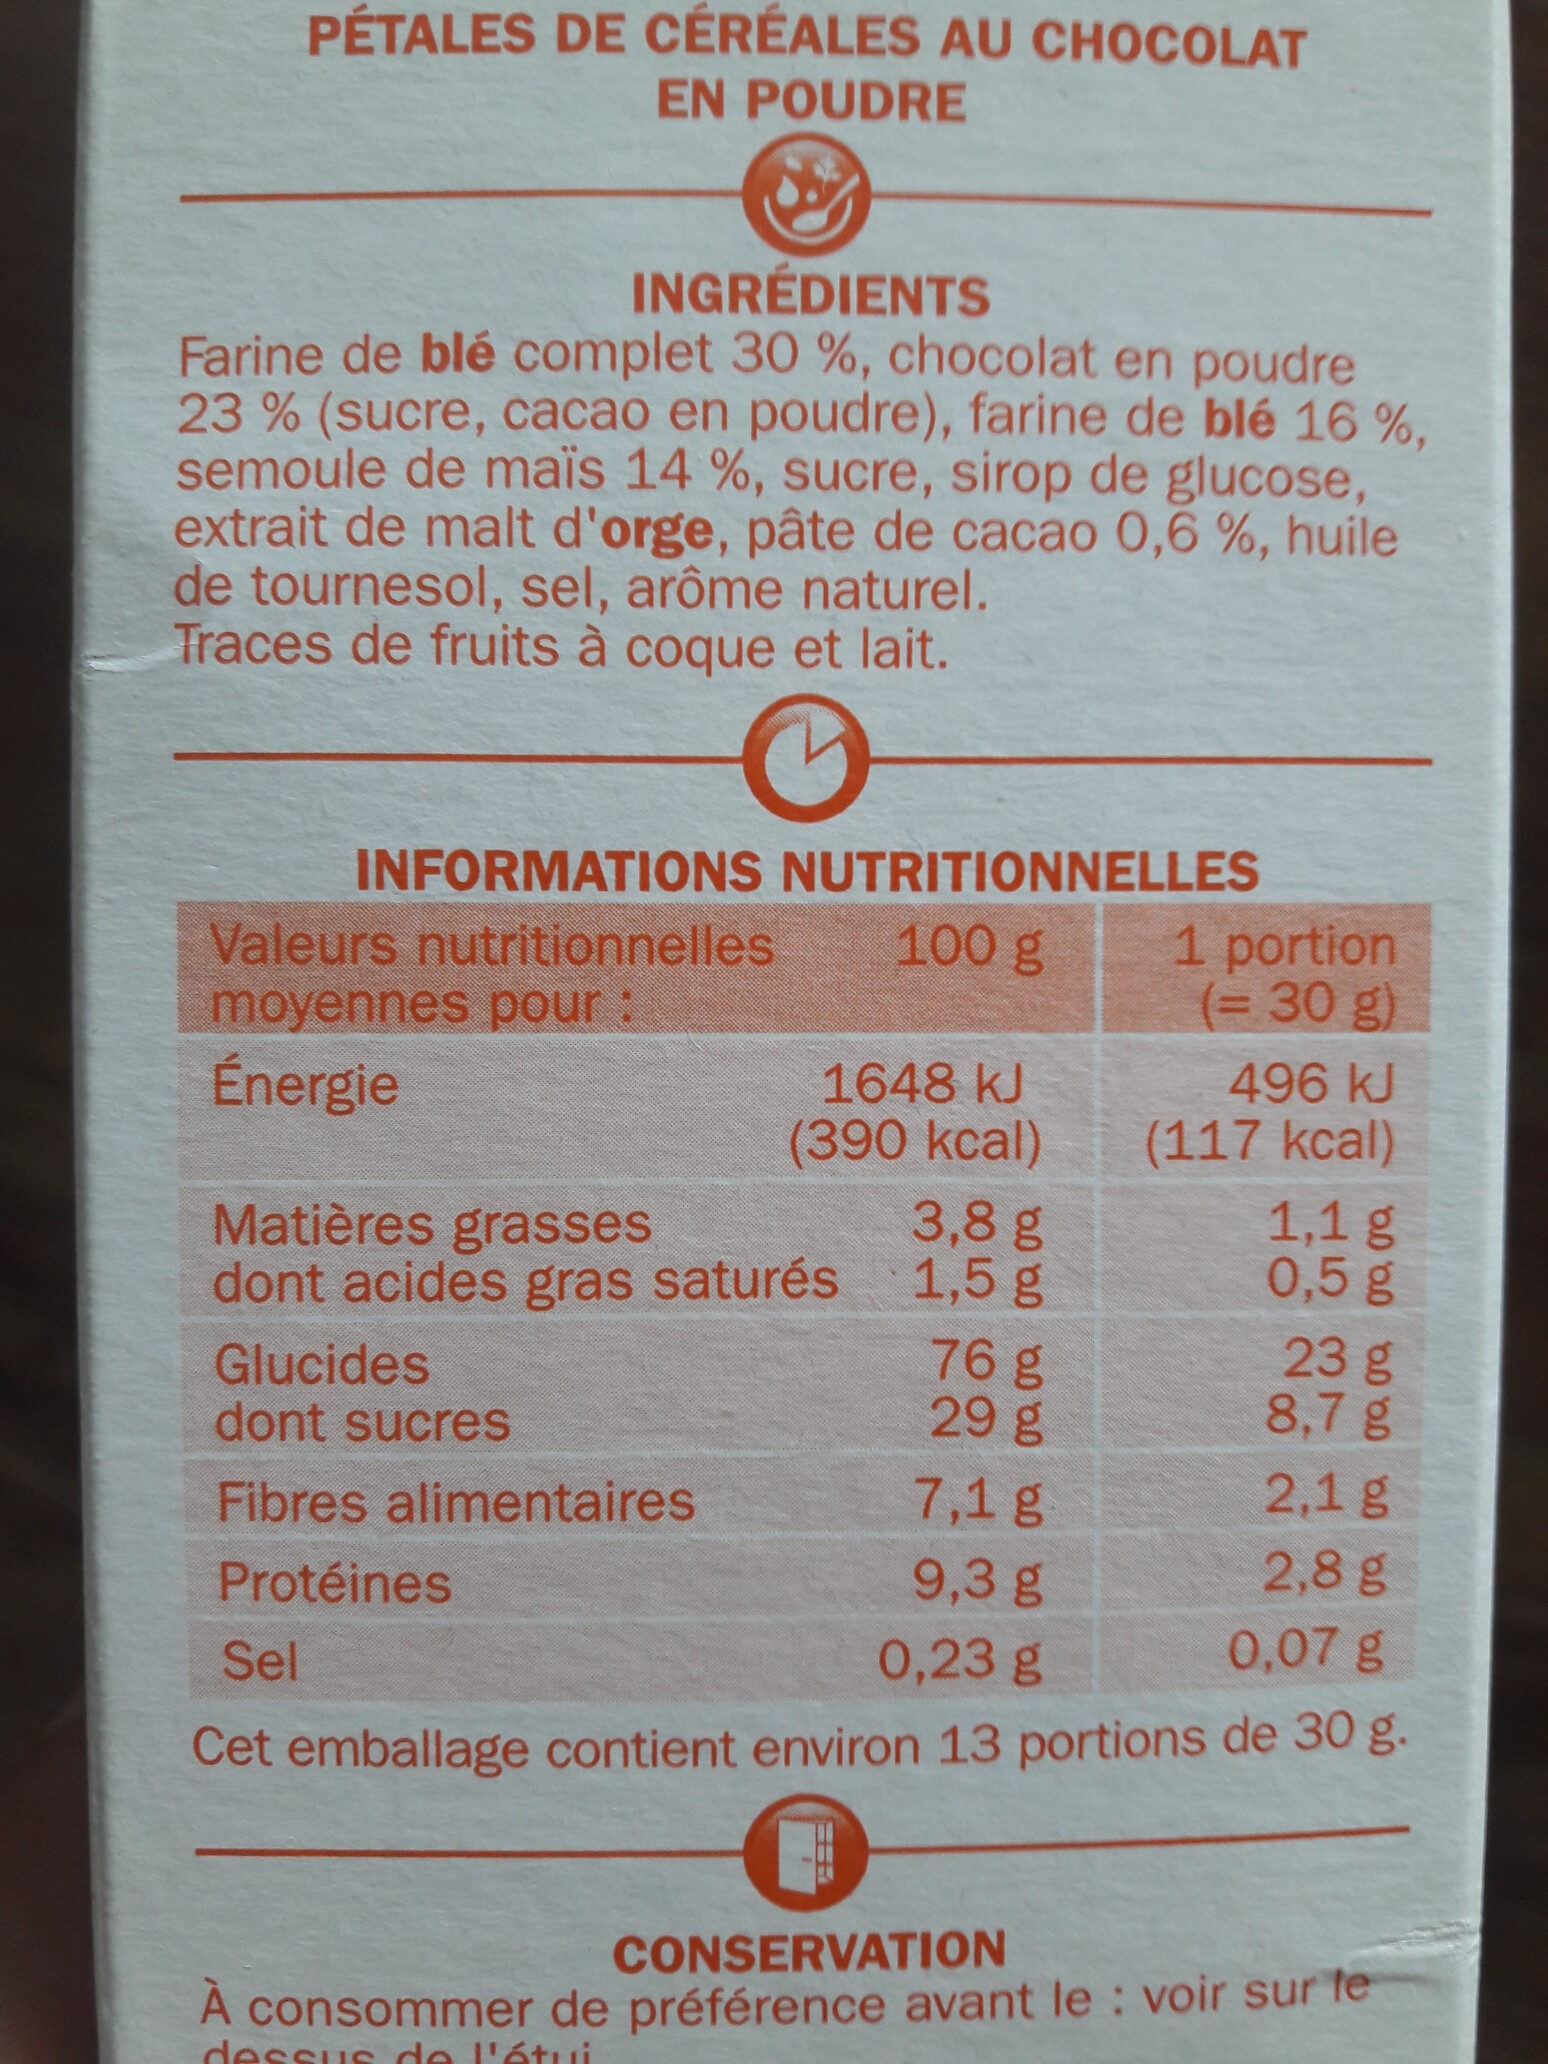 PÉTALES DE CÉRÉALES AU CHOCOLAT
EN POUDRE
INGRÉDIENTS
Farine de blé complet 30 %, chocolat en poudre
23 % (sucre, cacao en poudre), farine de blé 16 %,
semoule de maïs 14 %, sucre, sirop de glucose,
extrait de malt d'orge, pâte de cacao 0,6 %, huile
de tournesol, sel, arôme naturel.
Traces de fruits à coque et lait.
INFORMATIONS NUTRITIONNELLES
Valeurs nutritionnelles 100 g 1 portion
moyennes pour : (= 30 g)
Énergie 1648 kJ 496 kJ
(390 kcal) (117 kcal)
Matières grasses 3,8 g 1,1 g
dont acides gras saturés 1,5 g 0,5 g
Glucides 76 g 23 g
dont sucres 29 g 8,7 g
Fibres alimentaires 7,1 g 2,1 g
Protéines 9,3 g 2,8 g
Sel 0,23 g 0,07 g
Cet emballage contient environ 13 portions de 30 g.
CONSERVATION
À consommer de préférence avant le : voir sur le
dessus de l'étui